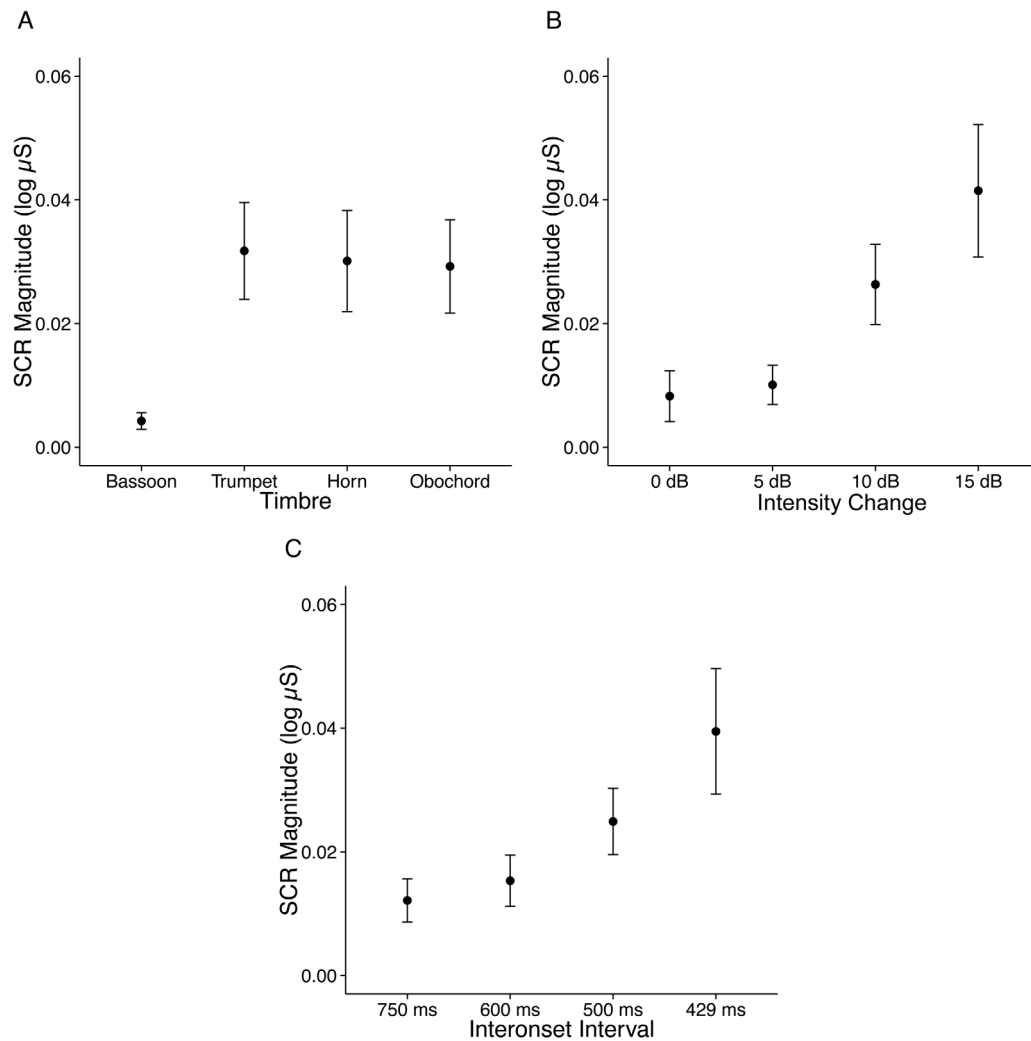 A
SCR Magnitude (log µS)
0.06
0.04
0.02
0.00
Bassoon Trumpet Horn Obochord
Timbre
B
SCR Magnitude (log µS)
0.06
0.04
0.02
0.00
0 dB 5 dB 10 dB 15 dB
Intensity Change
C
SCR Magnitude (log µS)
0.06
0.04
0.02
0.00
750 ms 600 ms 500 ms 429 ms
Interonset Interval